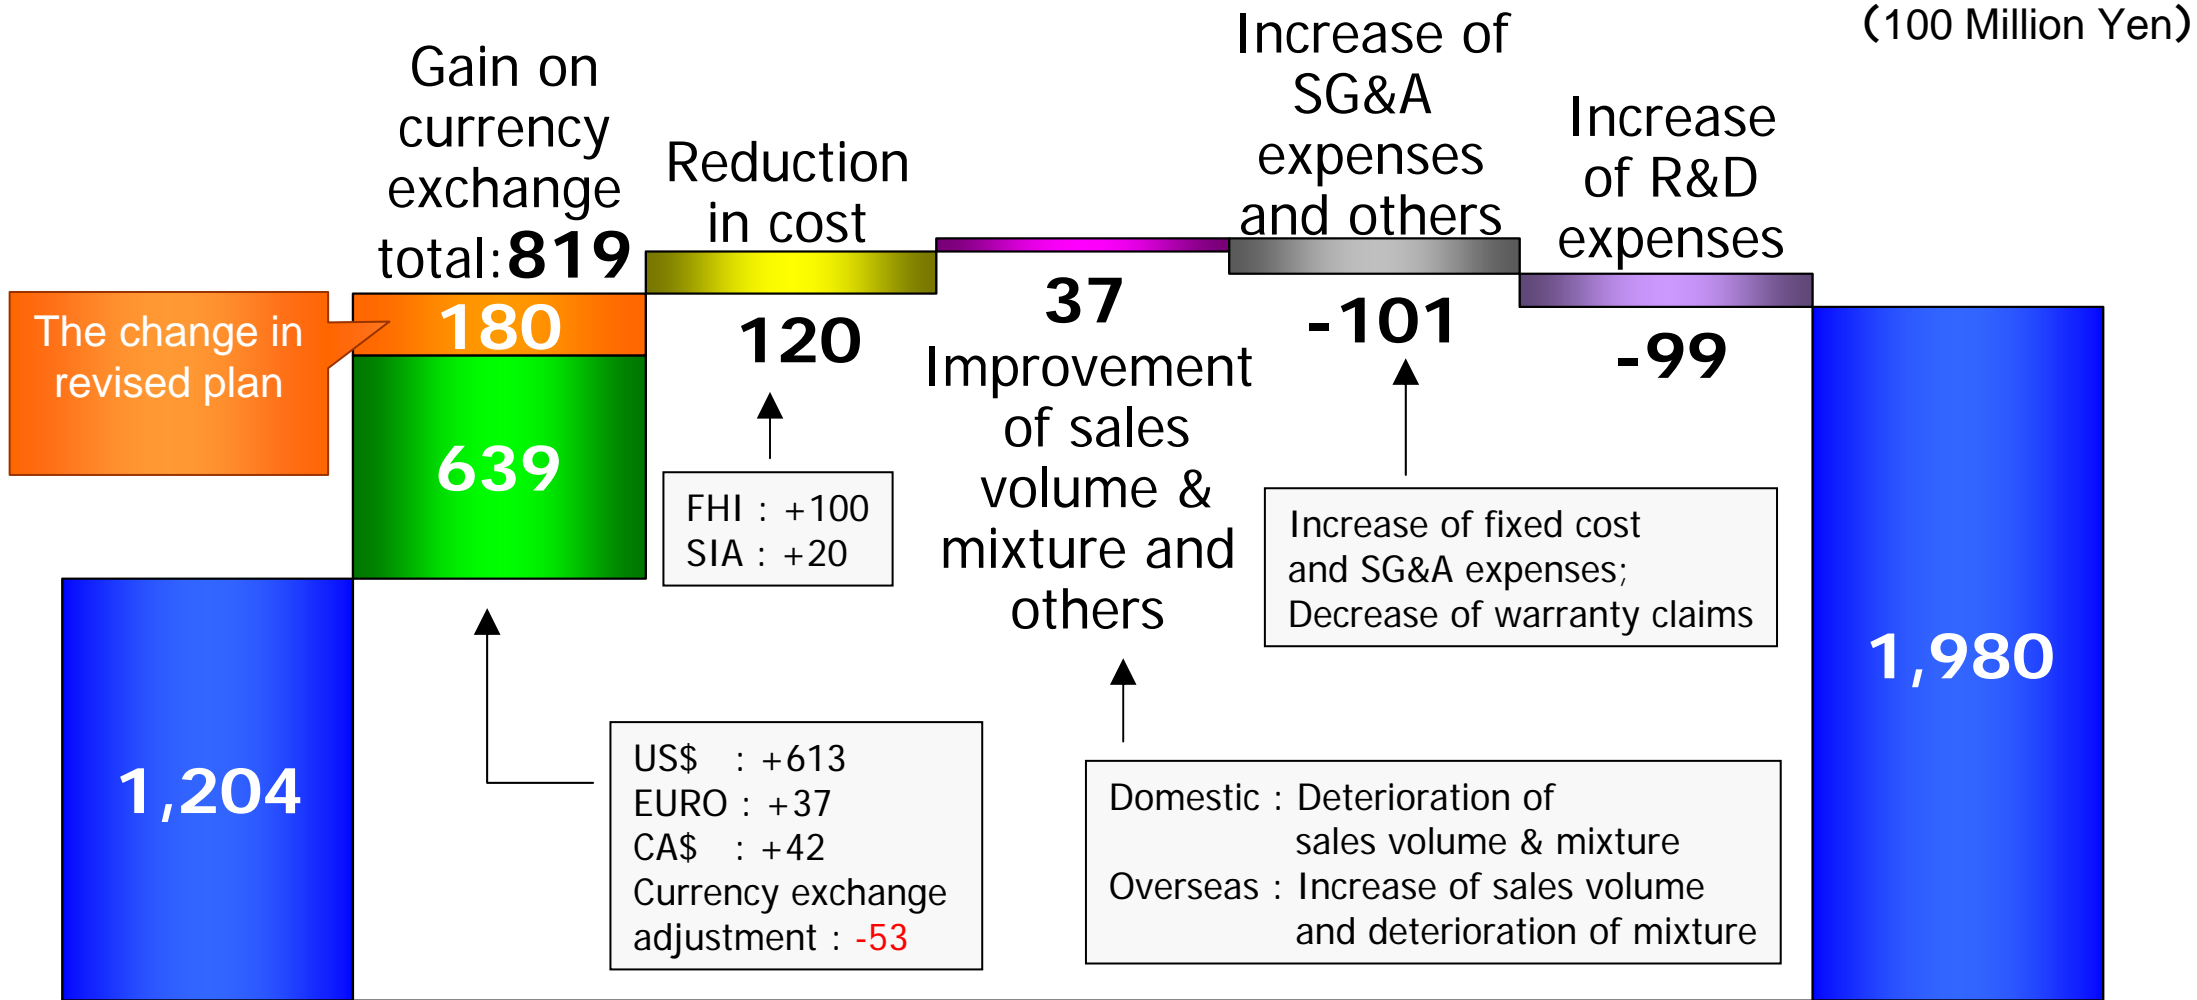 (100 Million Yen)
Gain on
currency
exchange
total:819
Reduction
in cost
Increase of
SG&A
expenses
and others
Increase
of R&D
expenses
The change in
revised plan
180
639
120
37
-101
-99
Improvement
of sales
volume &
mixture and
others
FHI : +100
SIA : +20
Increase of fixed cost
and SG&A expenses;
Decrease of warranty claims
1,204
1,980
US$ : +613
EURO : +37
CA$ : +42
Currency exchange
adjustment : -53
Domestic : Deterioration of
sales volume & mixture
Overseas : Increase of sales volume
and deterioration of mixture